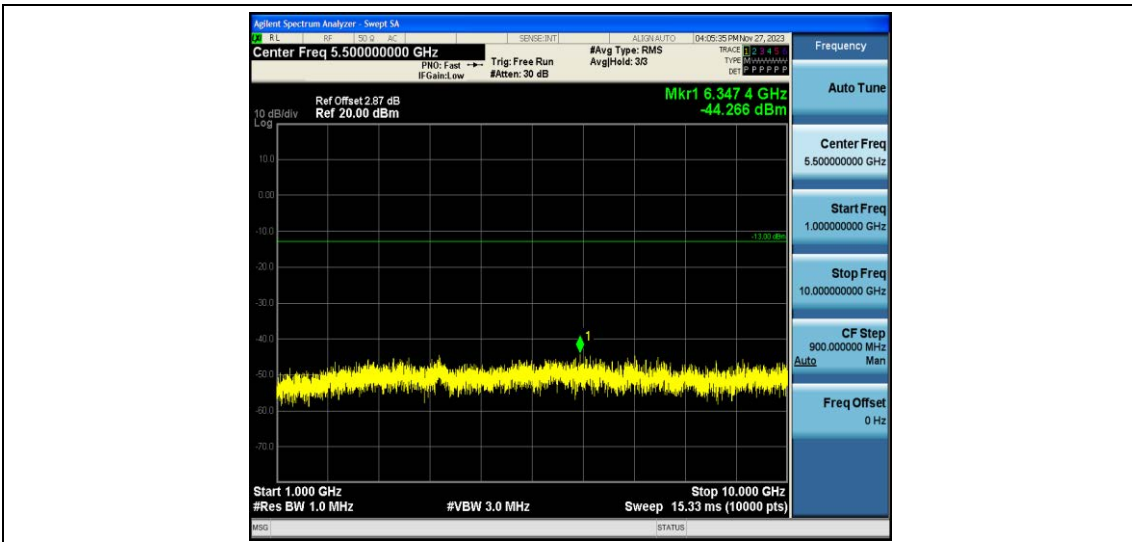 Agilent Spectrum Analyzer - Swept SA
RL RF 50 Ω AC SENSE:INT ALIGN AUTO 04:05:35 PM Nov 27, 2023
Center Freq 5.500000000 GHz
PNO: Fast
IFGain:Low
Trig: Free Run
#Atten: 30 dB
#Avg Type: RMS
Avg|Hold: 3/3
TRACE 1 2 3 4 5 6
TYPE M
DET P P P P P P
Mkr1 6.347 4 GHz
-44.266 dBm
Ref Offset 2.87 dB
10 dB/div Ref 20.00 dBm
Log
10.0
0.00
-10.0
-13.00 dBm
-20.0
-30.0
-40.0
1
-50.0
-60.0
-70.0
Start 1.000 GHz Stop 10.000 GHz
#Res BW 1.0 MHz #VBW 3.0 MHz Sweep 15.33 ms (10000 pts)
MSG STATUS
Frequency
Auto Tune
Center Freq
5.500000000 GHz
Start Freq
1.000000000 GHz
Stop Freq
10.000000000 GHz
CF Step
900.000000 MHz
Auto Man
Freq Offset
0 Hz